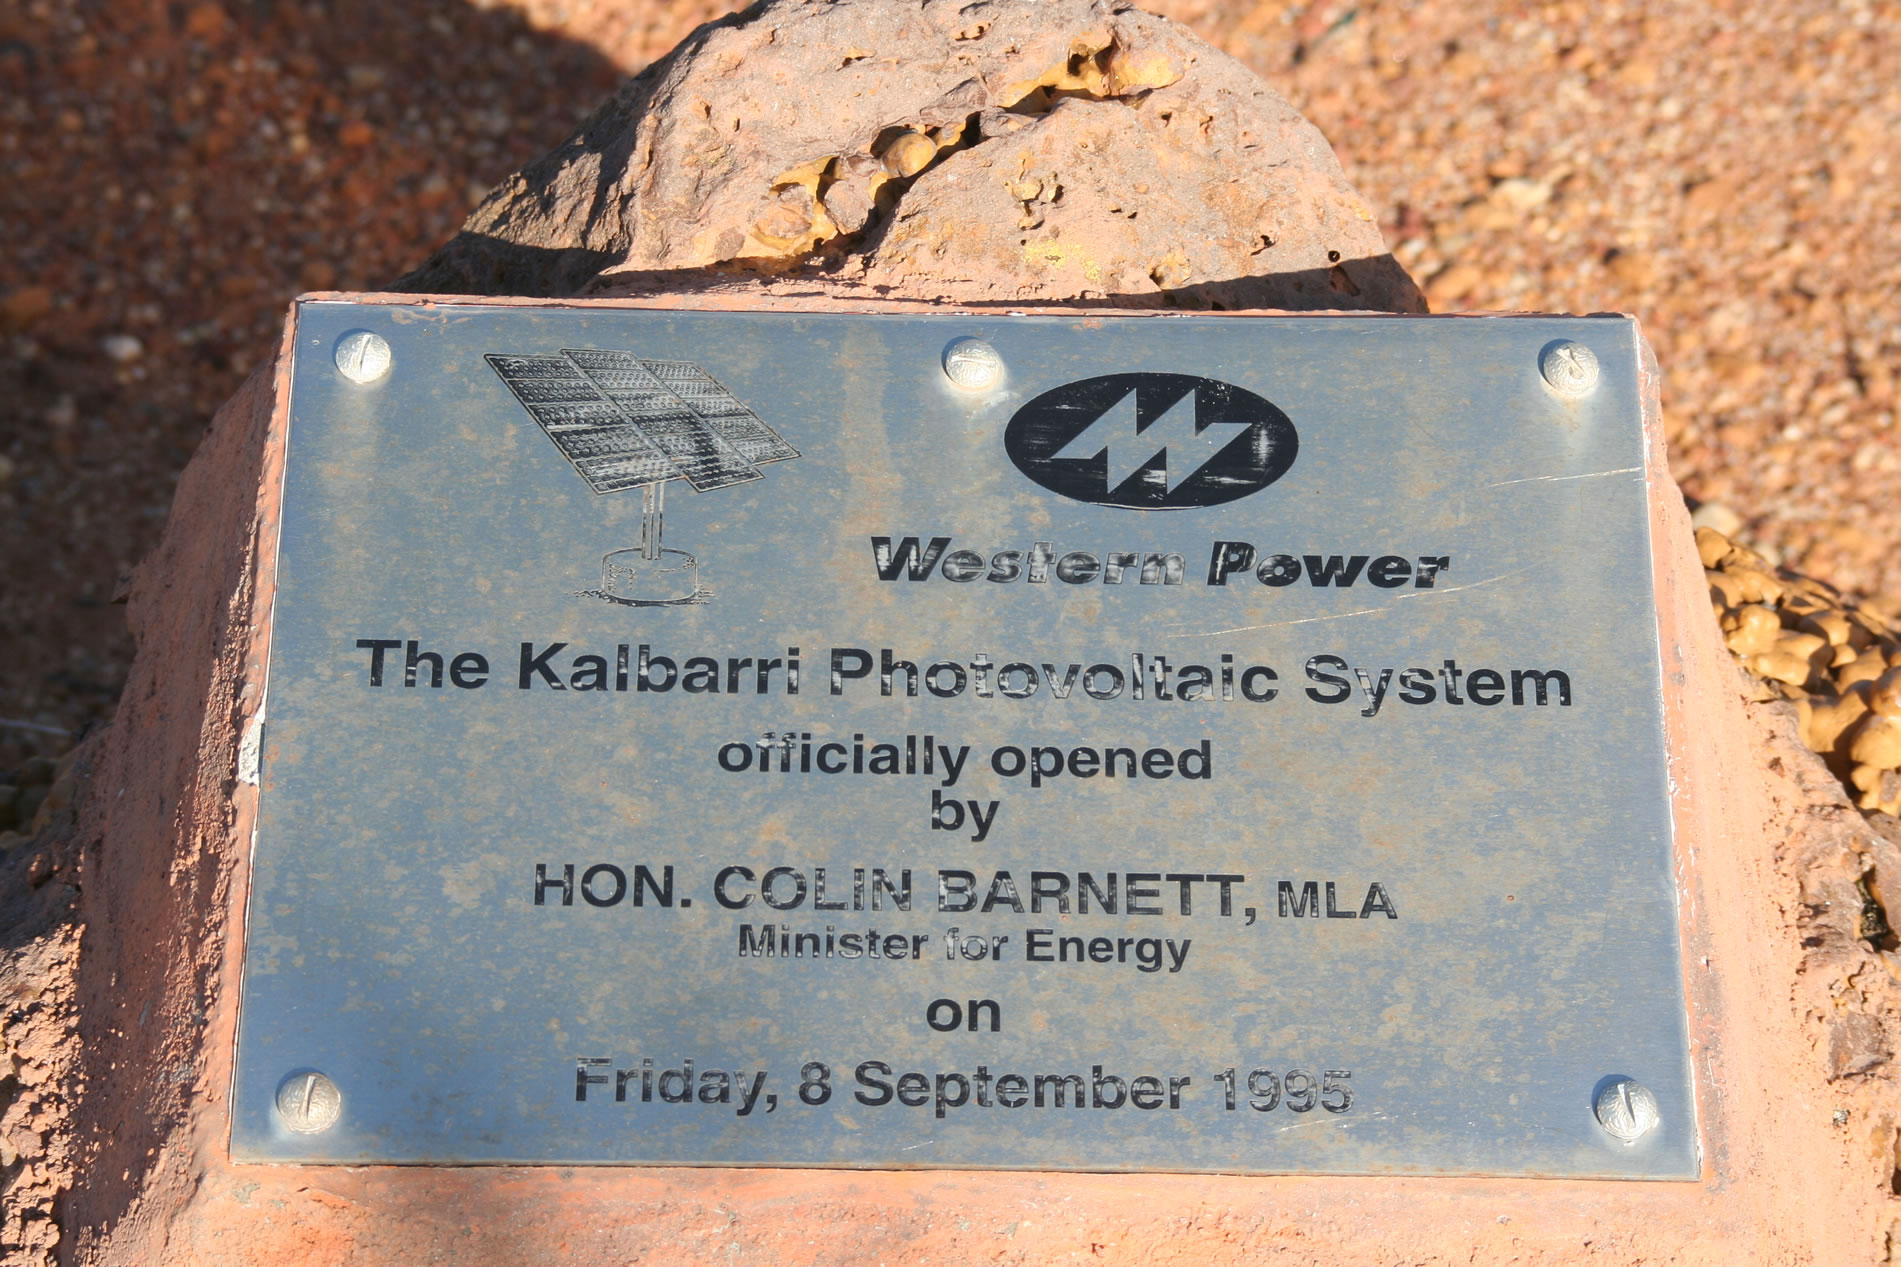 Western Power
The Kalbarri Photovoltaic System
officially opened
by
HON. COLIN BARNETT, MLA
Minister for Energy
on
Friday, 8 September 1995